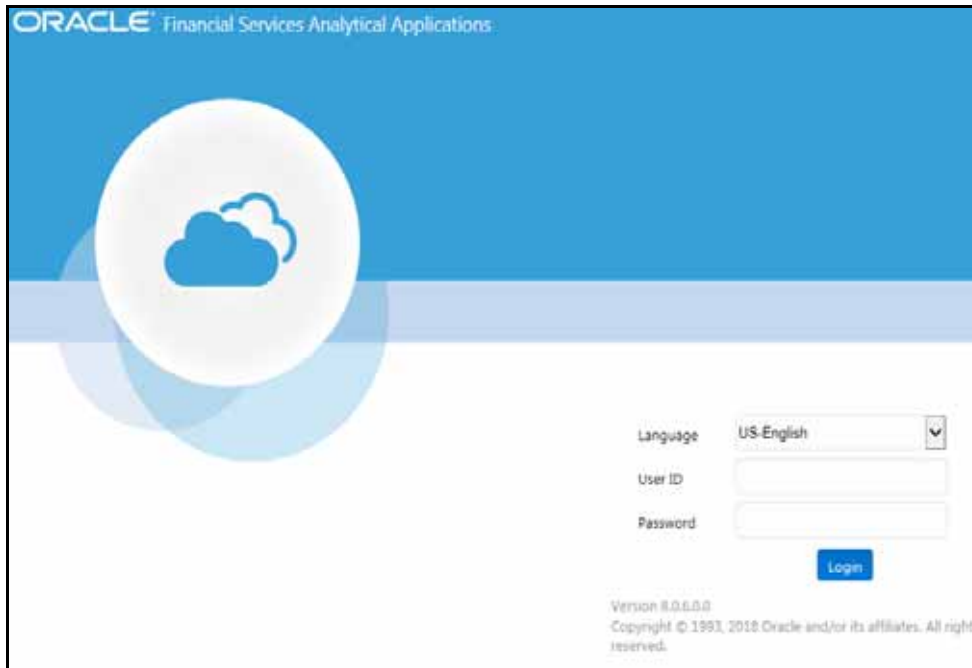 ORACLE Financial Services Analytical Applications
Language US-English
User ID
Password
Login
Version 8.0.6.0.0
Copyright © 1993, 2018 Oracle and/or its affiliates. All right
reserved.